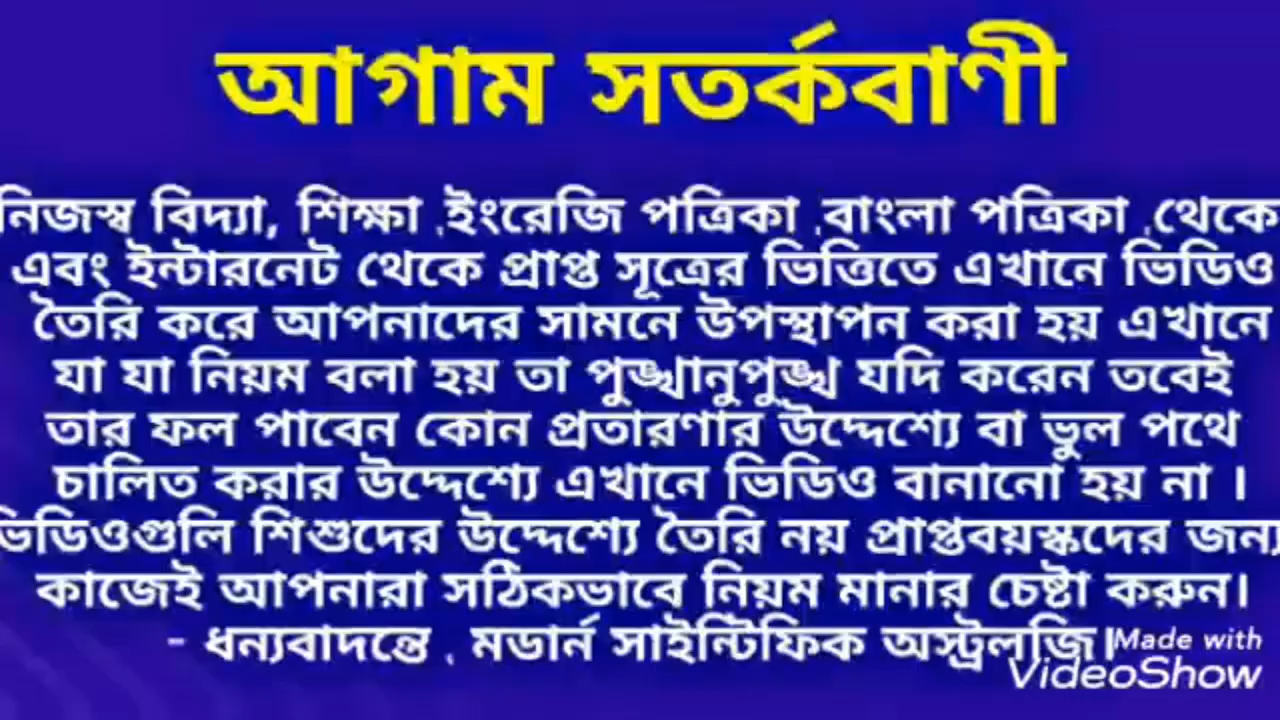 আগাম সতর্কবাণী
নিজস্ব বিদ্যা, শিক্ষা ,ইংরেজি পত্রিকা ,বাংলা পত্রিকা ,থেকে
এবং ইন্টারনেট থেকে প্রাপ্ত সূত্রের ভিত্তিতে এখানে ভিডিও
তৈরি করে আপনাদের সামনে উপস্থাপন করা হয় এখানে
যা যা নিয়ম বলা হয় তা পুঙ্খানুপুঙ্খ যদি করেন তবেই
তার ফল পাবেন কোন প্রতারণার উদ্দেশ্যে বা ভুল পথে
চালিত করার উদ্দেশ্যে এখানে ভিডিও বানানো হয় না ।
ভিডিওগুলি শিশুদের উদ্দেশ্যে তৈরি নয় প্রাপ্তবয়স্কদের জন্য
কাজেই আপনারা সঠিকভাবে নিয়ম মানার চেষ্টা করুন।
- ধন্যবাদন্তে , মডার্ন সাইন্টিফিক অস্ট্রলজি।
Made with
VideoShow